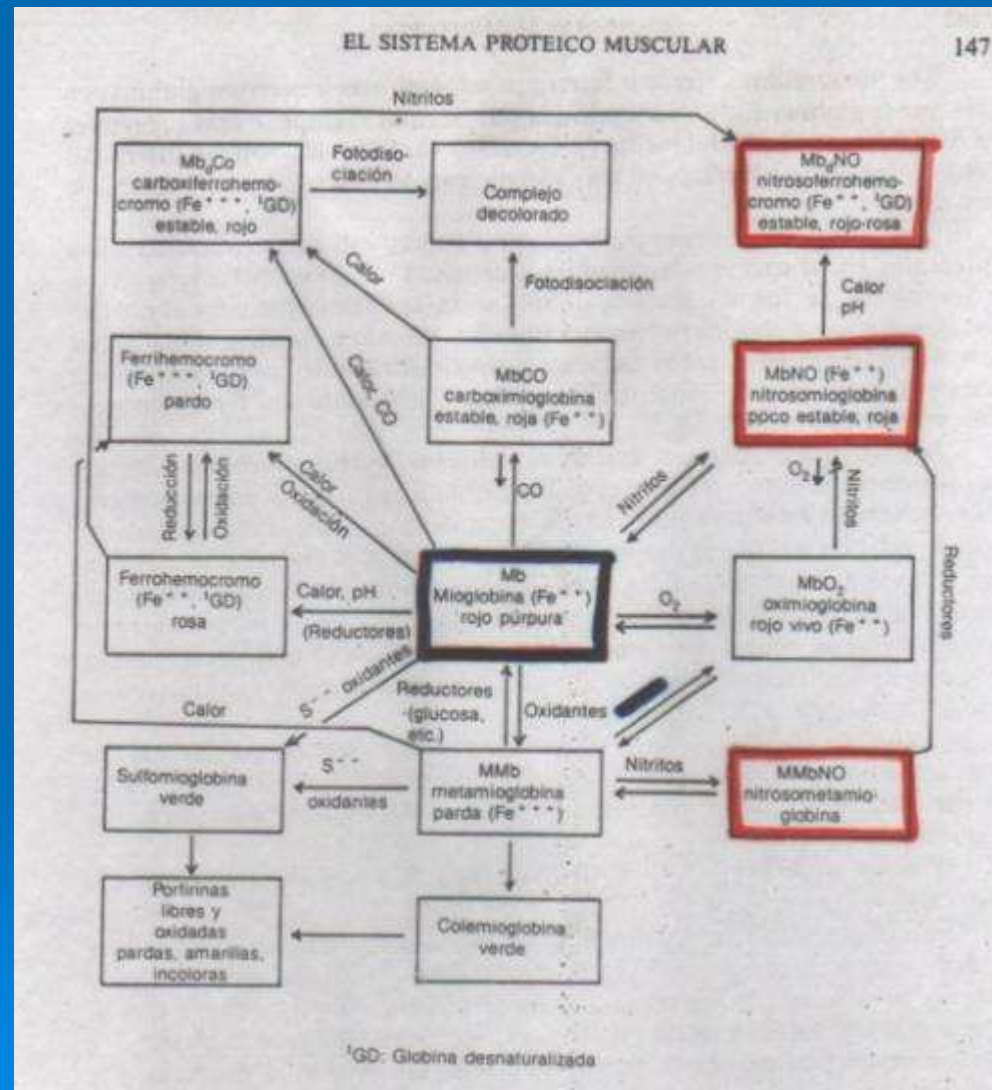 EL SISTEMA PROTEICO MUSCULAR
147
Nitritos
Mb_dCo
carboxiferrohemo-
cromo (Fe⁺⁺⁺, ¹GD)
estable, rojo
Fotodiso-
ciación
Complejo
decolorado
Mb_dNO
nitrosoferrohemo-
cromo (Fe⁺⁺, ¹GD)
estable, rojo-rosa
Calor
Fotodisociación
Calor
pH
Calor, CO
Ferrihemocromo
(Fe⁺⁺⁺, ¹GD)
pardo
MbCO
carboximioglobina
estable, roja (Fe⁺⁺)
MbNO (Fe⁺⁺)
nitrosomioglobina
poco estable, roja
Reducción
Oxidación
Calor
Oxidación
CO
Nitritos
O₂
Nitritos
Reductores
Ferrohemocromo
(Fe⁺⁺, ¹GD)
rosa
Calor, pH
(Reductores)
Mb
Mioglobina (Fe⁺⁺)
rojo púrpura
O₂
MbO₂
oximioglobina
rojo vivo (Fe⁺⁺)
S⁻⁻ oxidantes
Reductores
(glucosa,
etc.)
Oxidantes
Calor
Sulfomioglobina
verde
S⁻⁻
oxidantes
MMb
metamioglobina
parda (Fe⁺⁺⁺)
Nitritos
MMbNO
nitrosometamio-
globina
Porfirinas
libres y
oxidadas
pardas, amarillas,
incoloras
Colemioglobina
verde
¹GD: Globina desnaturalizada